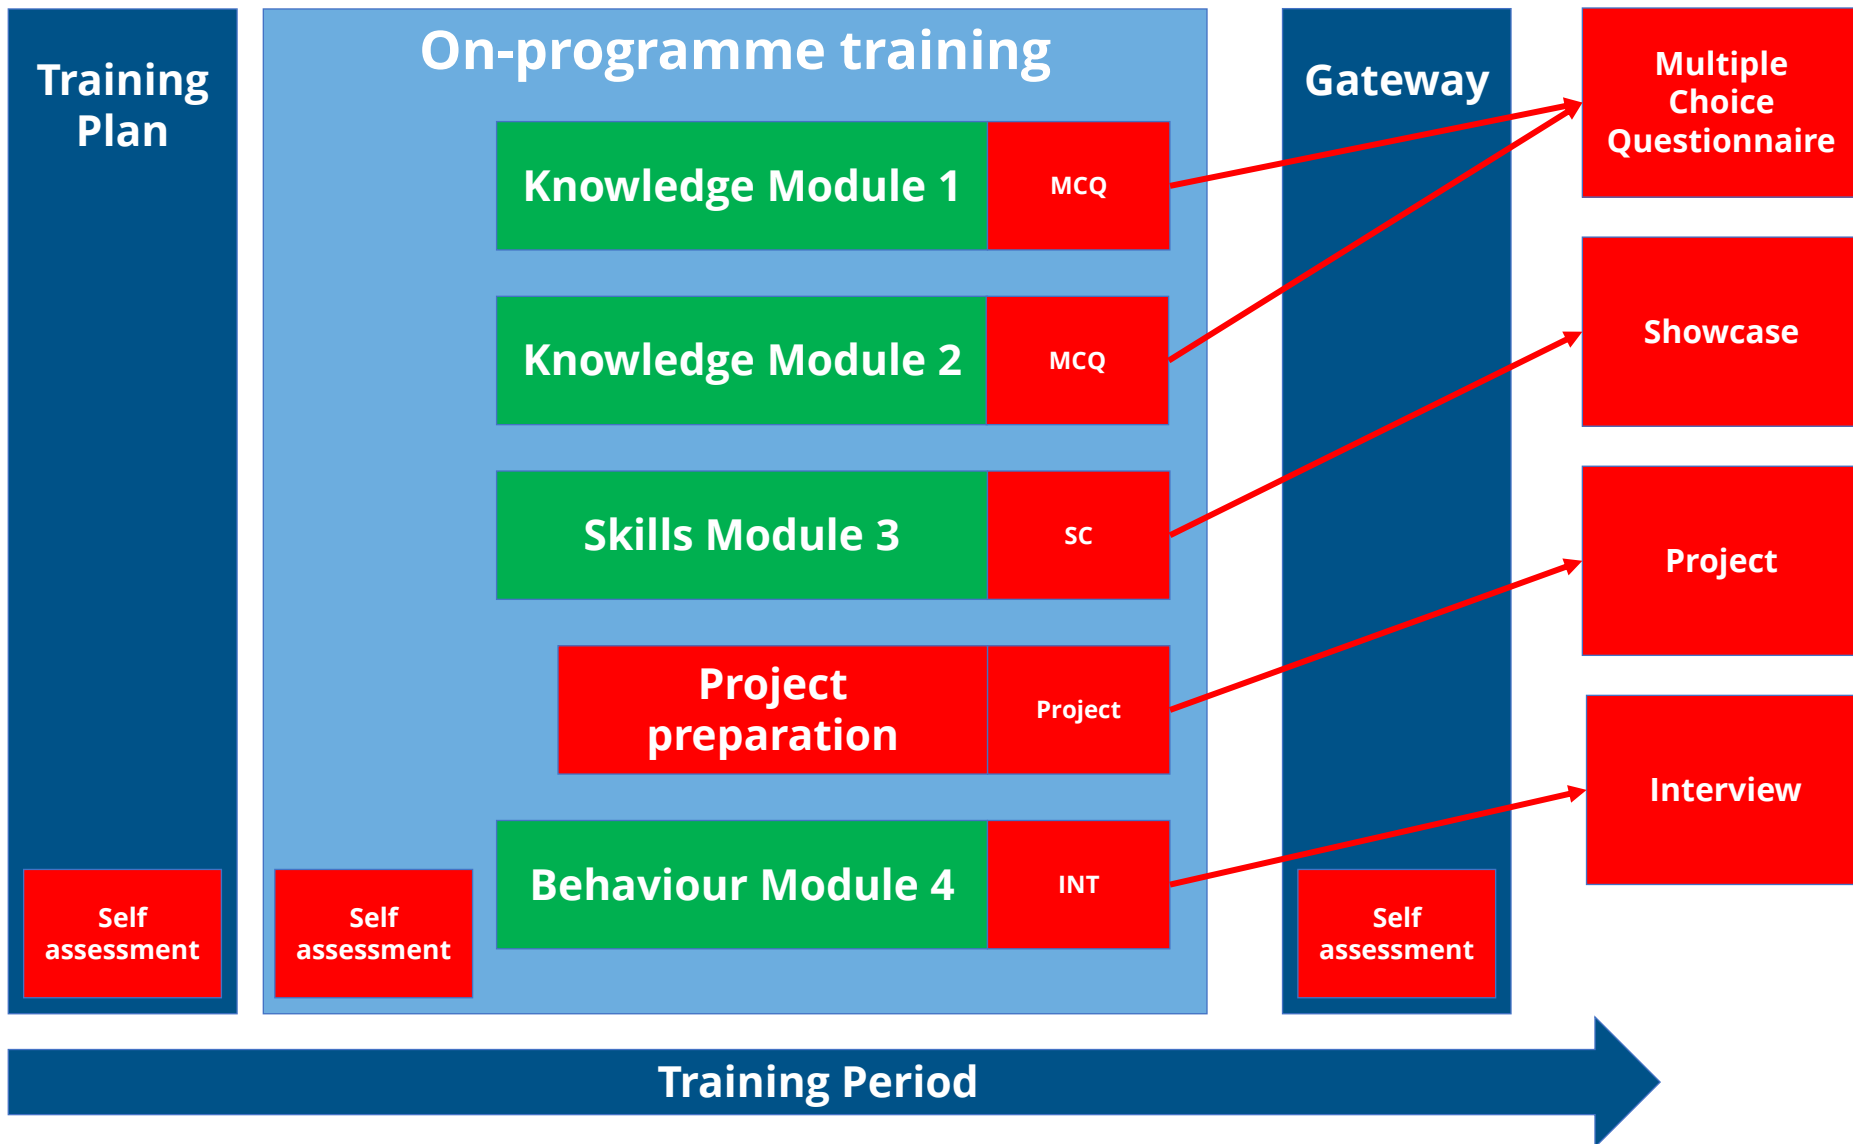 Training
Plan
Self
assessment
On-programme training
Knowledge Module 1
MCQ
Knowledge Module 2
MCQ
Skills Module 3
SC
Project
preparation
Project
Behaviour Module 4
INT
Self
assessment
Gateway
Self
assessment
Multiple
Choice
Questionnaire
Showcase
Project
Interview
Training Period